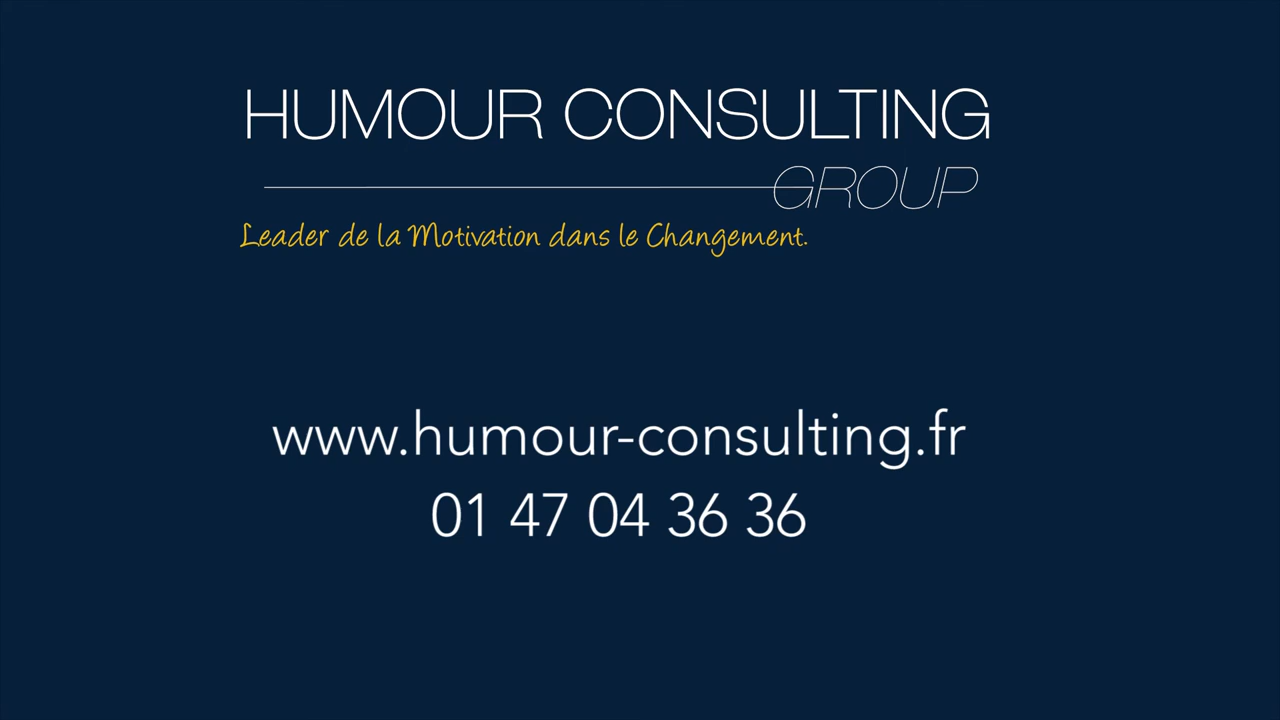 HUMOUR CONSULTING
GROUP
Leader de la Motivation dans le Changement.
www.humour-consulting.fr
01 47 04 36 36